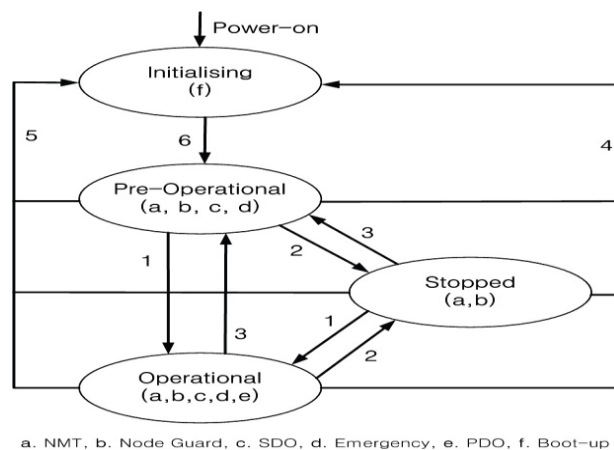 Power-on
Initialising
(f)
5
6
4
Pre-Operational
(a, b, c, d)
3
1
2
Stopped
(a,b)
1
3
2
Operational
(a,b,c,d,e)
a. NMT, b. Node Guard, c. SDO, d. Emergency, e. PDO, f. Boot-up